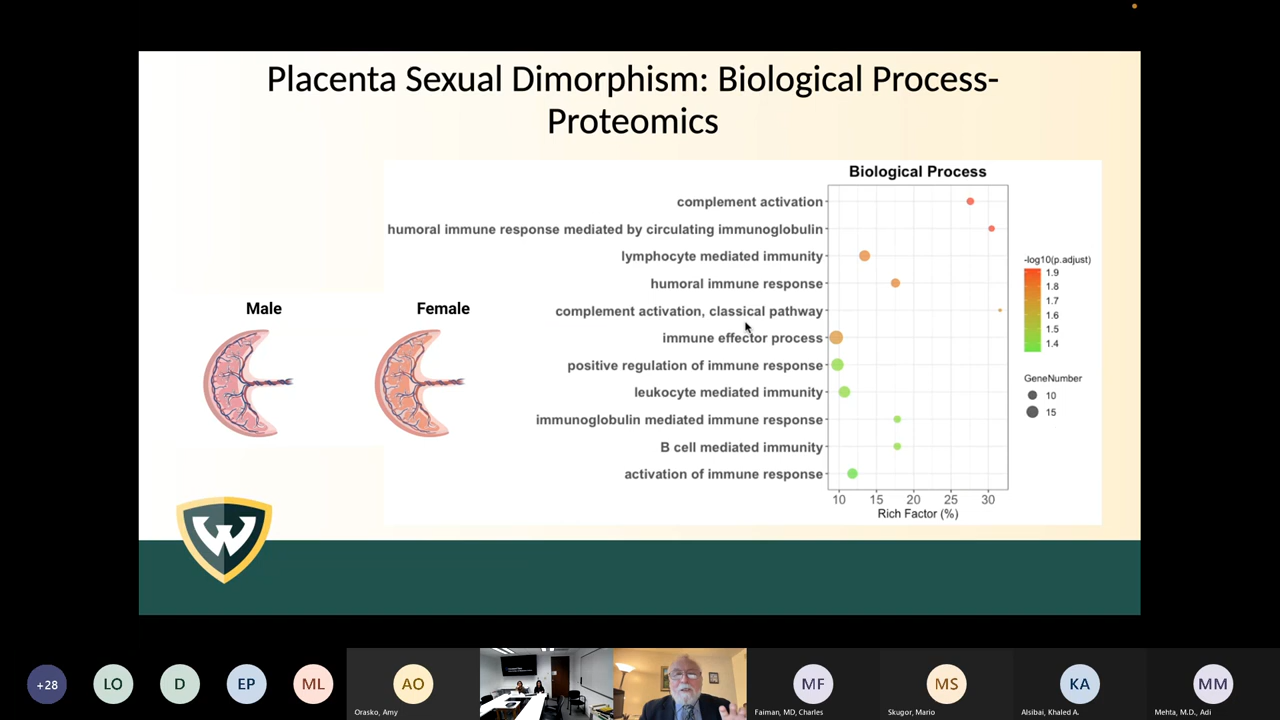 Placenta Sexual Dimorphism: Biological Process-
Proteomics
Biological Process
complement activation
humoral immune response mediated by circulating immunoglobulin
lymphocyte mediated immunity
humoral immune response
complement activation, classical pathway
immune effector process
positive regulation of immune response
leukocyte mediated immunity
immunoglobulin mediated immune response
B cell mediated immunity
activation of immune response
10 15 20 25 30
Rich Factor (%)
-log10(p.adjust)
1.9
1.8
1.7
1.6
1.5
1.4
GeneNumber
10
15
Male
Female
W
+28
LO
D
EP
ML
AO
Orasko, Amy
MF
Faiman, MD, Charles
MS
Skugor, Mario
KA
Alsibai, Khaled A.
MM
Mehta, M.D., Adi